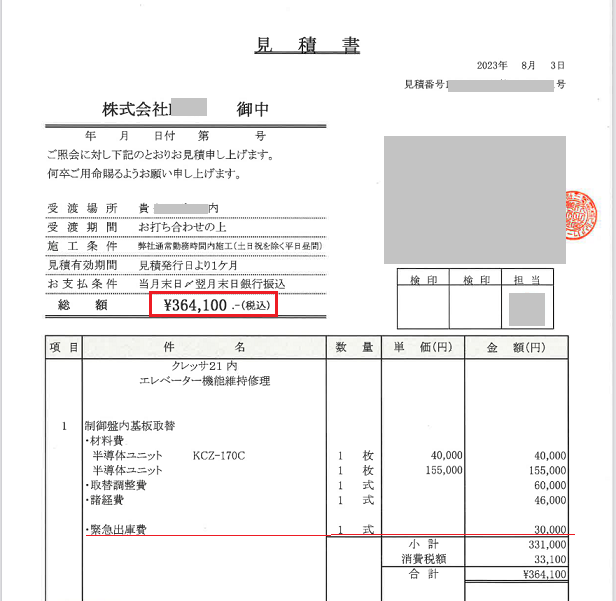 見積書
2023年 8月 3日
見積番号 号
株式会社 御中
年 月 日付 第 号
ご照会に対し下記のとおりお見積申し上げます。
何卒ご用命賜るようお願い申し上げます。
受渡場所 貴 内
受渡期間 お打ち合わせの上
施工条件 弊社通常勤務時間内施工(土日祝を除く平日昼間)
見積有効期間 見積発行日より1ケ月
お支払条件 当月末日〆翌月末日銀行振込
総額 ¥364,100.-(税込)
検印 検印 担当
項目 件名 数量 単価(円) 金額(円)
クレッサ21内
エレベーター機能維持修理
1 制御盤内基板取替
・材料費
半導体ユニット KCZ-170C 1 枚 40,000 40,000
半導体ユニット 1 枚 155,000 155,000
・取替調整費 1 式 60,000
・諸経費 1 式 46,000
・緊急出庫費 1 式 30,000
小計 331,000
消費税額 33,100
合計 ¥364,100